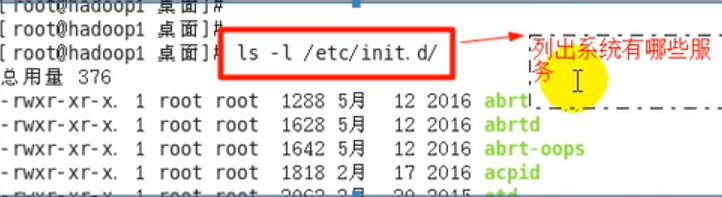 [root@hadoop1 桌面]#
[root@hadoop1 桌面]#
[root@hadoop1 桌面]# ls -l /etc/init.d/
列出系统有哪些服
务
总用量 376
-rwxr-xr-x. 1 root root 1288 5月 12 2016 abrt
-rwxr-xr-x. 1 root root 1628 5月 12 2016 abrtd
-rwxr-xr-x. 1 root root 1642 5月 12 2016 abrt-oops
-rwxr-xr-x. 1 root root 1818 2月 17 2016 acpid